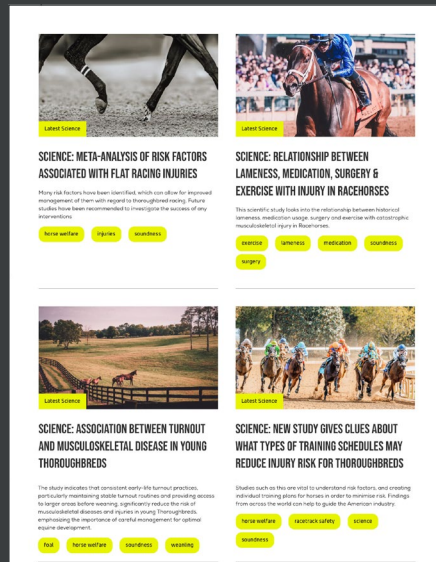 Latest Science
SCIENCE: META-ANALYSIS OF RISK FACTORS
ASSOCIATED WITH FLAT RACING INJURIES
Many risk factors have been identified, which can allow for improved
management of them with regard to thoroughbred racing. Future
studies have been recommended to investigate the success of any
interventions
horse welfare
injuries
soundness
Latest Science
SCIENCE: RELATIONSHIP BETWEEN
LAMENESS, MEDICATION, SURGERY &
EXERCISE WITH INJURY IN RACEHORSES
This scientific study looks into the relationship between historical
lameness, medication usage, surgery and exercise with catastrophic
musculoskeletal injury in Racehorses.
exercise
lameness
medication
soundness
surgery
Latest Science
SCIENCE: ASSOCIATION BETWEEN TURNOUT
AND MUSCULOSKELETAL DISEASE IN YOUNG
THOROUGHBREDS
The study indicates that consistent early-life turnout practices,
particularly maintaining stable turnout routines and providing access
to larger areas before weaning, significantly reduce the risk of
musculoskeletal diseases and injuries in young Thoroughbreds,
emphasizing the importance of careful management for optimal
equine development.
foal
horse welfare
soundness
weanling
Latest Science
SCIENCE: NEW STUDY GIVES CLUES ABOUT
WHAT TYPES OF TRAINING SCHEDULES MAY
REDUCE INJURY RISK FOR THOROUGHBREDS
Studies such as this are vital to understand risk factors, and creating
individual training plans for horses in order to minimise risk. Findings
from across the world can help to guide the American industry.
horse welfare
racetrack safety
science
soundness